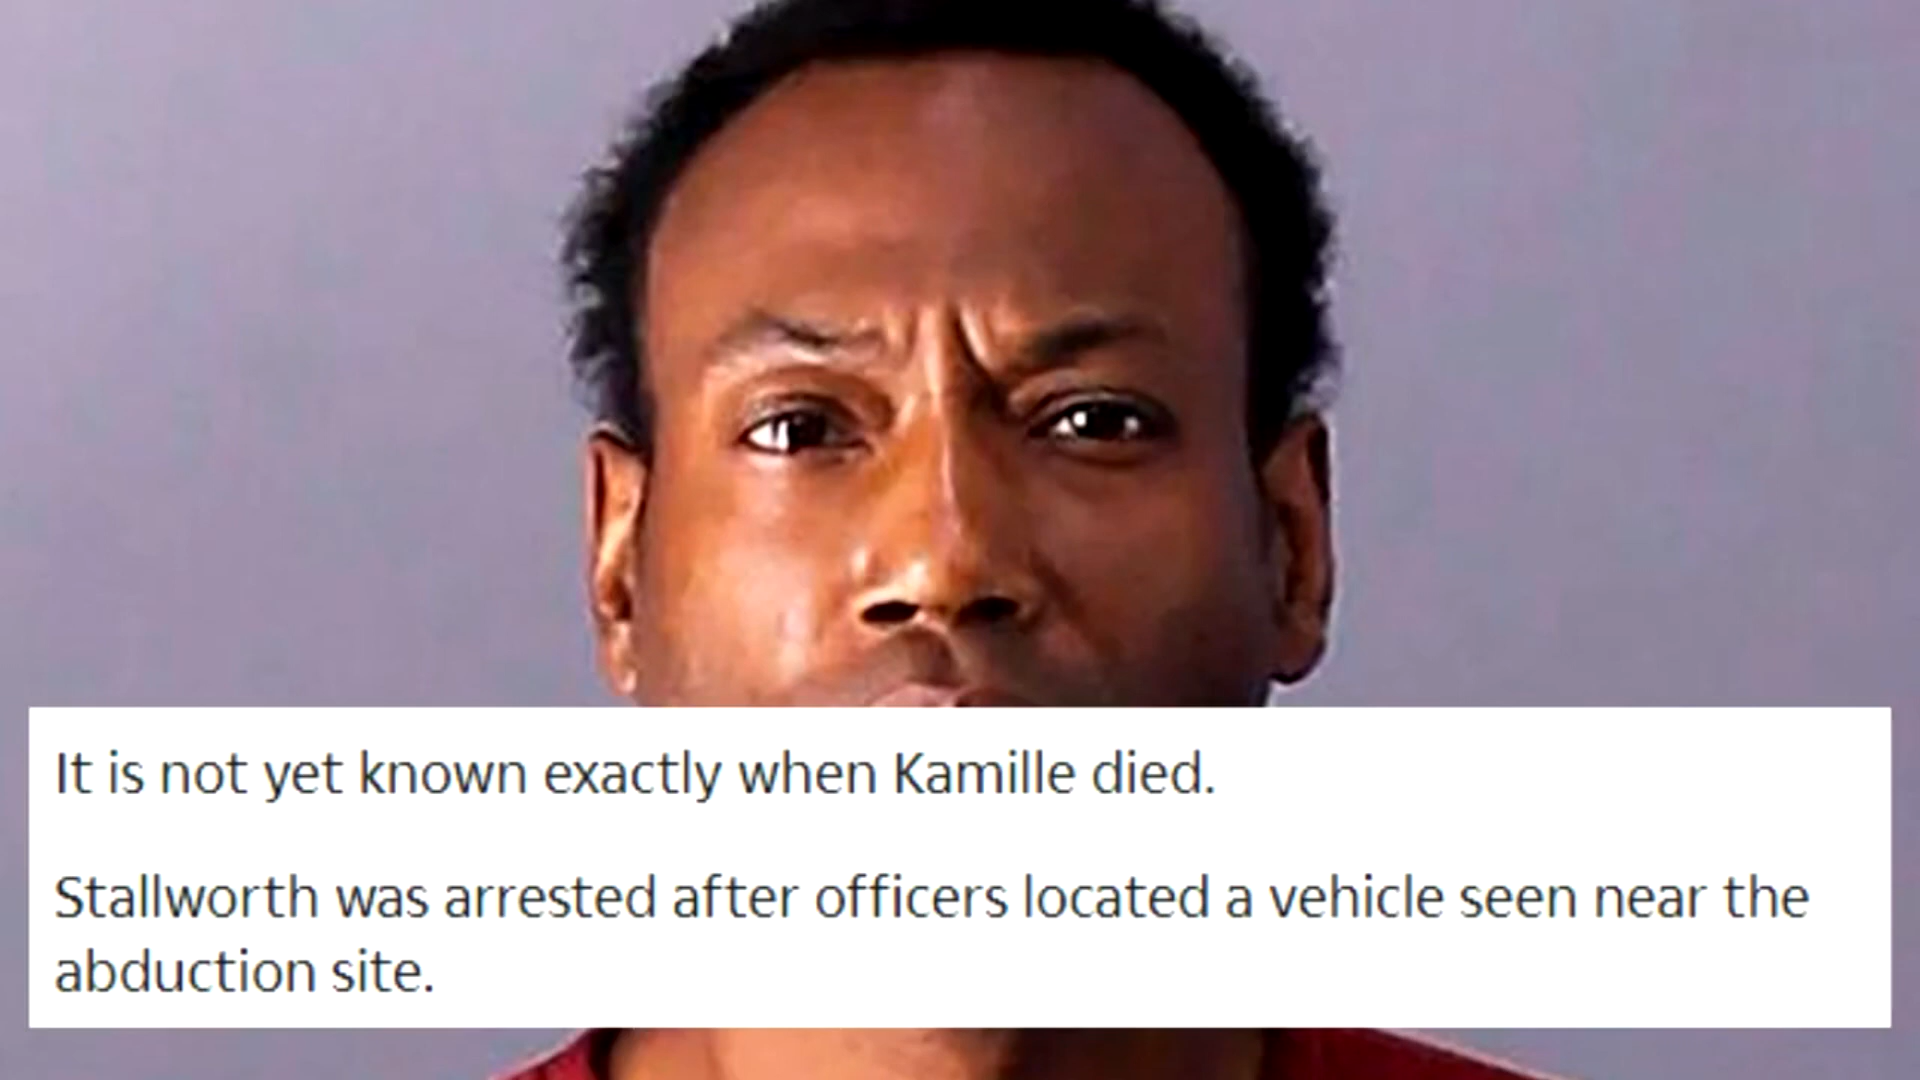 It is not yet known exactly when Kamille died.
Stallworth was arrested after officers located a vehicle seen near the
abduction site.